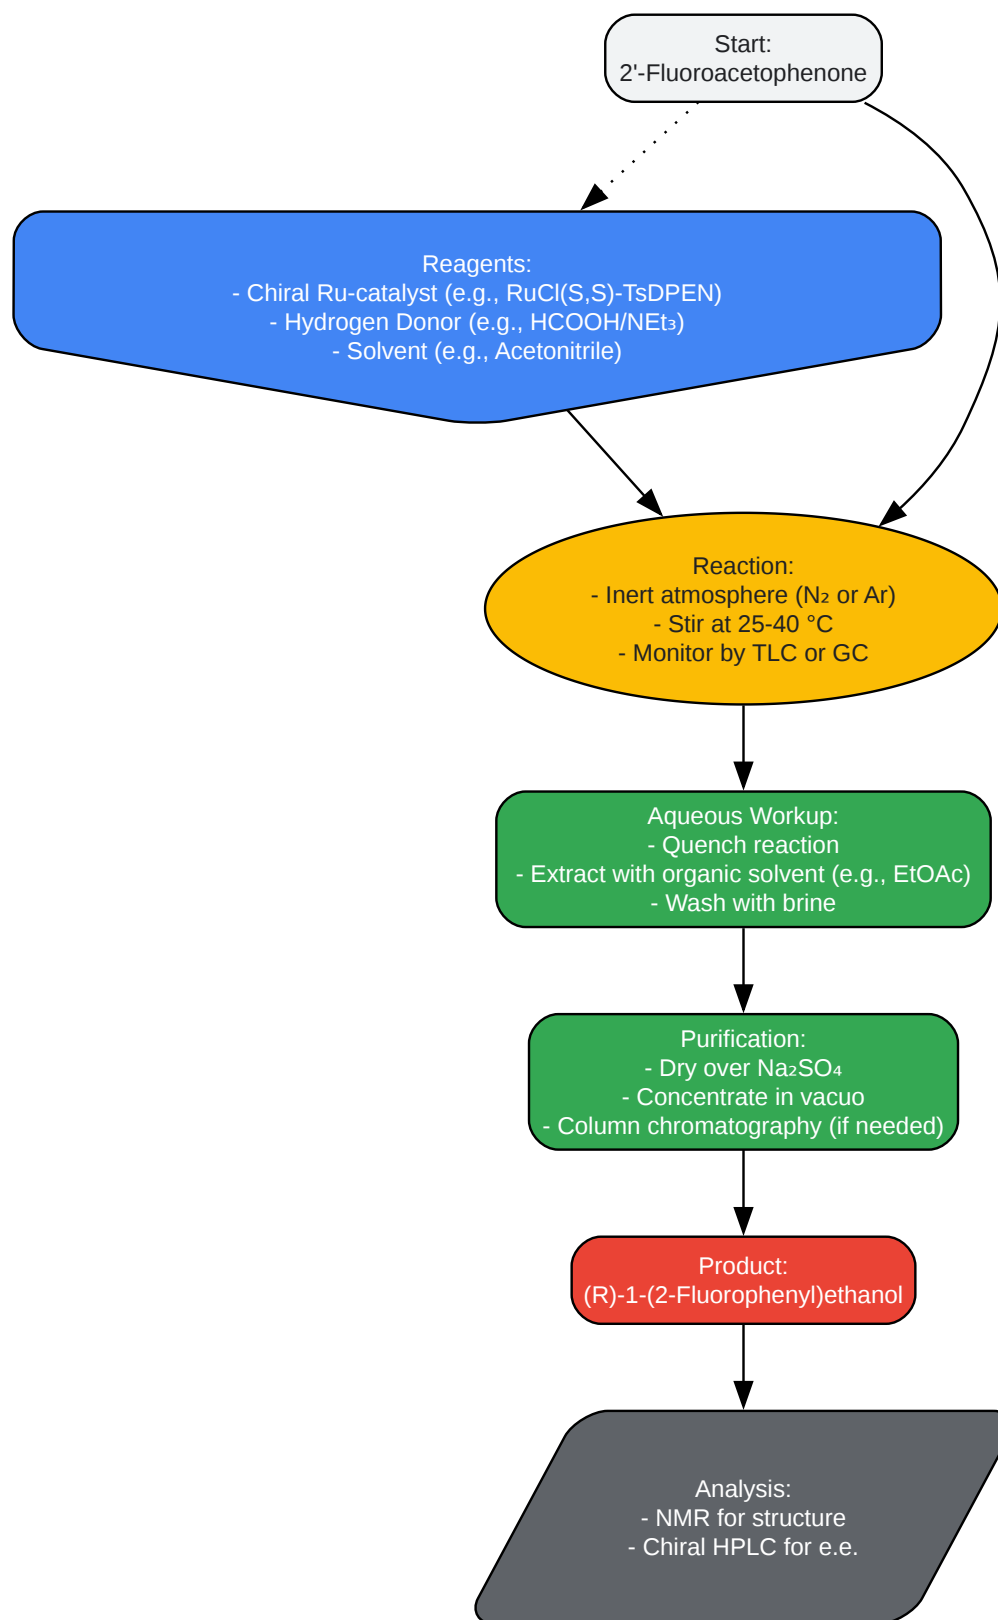 Start:
2'-Fluoroacetophenone
Reagents:
- Chiral Ru-catalyst (e.g., RuCl(S,S)-TsDPEN)
- Hydrogen Donor (e.g., HCOOH/NEt₃)
- Solvent (e.g., Acetonitrile)
Reaction:
- Inert atmosphere (N₂ or Ar)
- Stir at 25-40 °C
- Monitor by TLC or GC
Aqueous Workup:
- Quench reaction
- Extract with organic solvent (e.g., EtOAc)
- Wash with brine
Purification:
- Dry over Na₂SO₄
- Concentrate in vacuo
- Column chromatography (if needed)
Product:
(R)-1-(2-Fluorophenyl)ethanol
Analysis:
- NMR for structure
- Chiral HPLC for e.e.